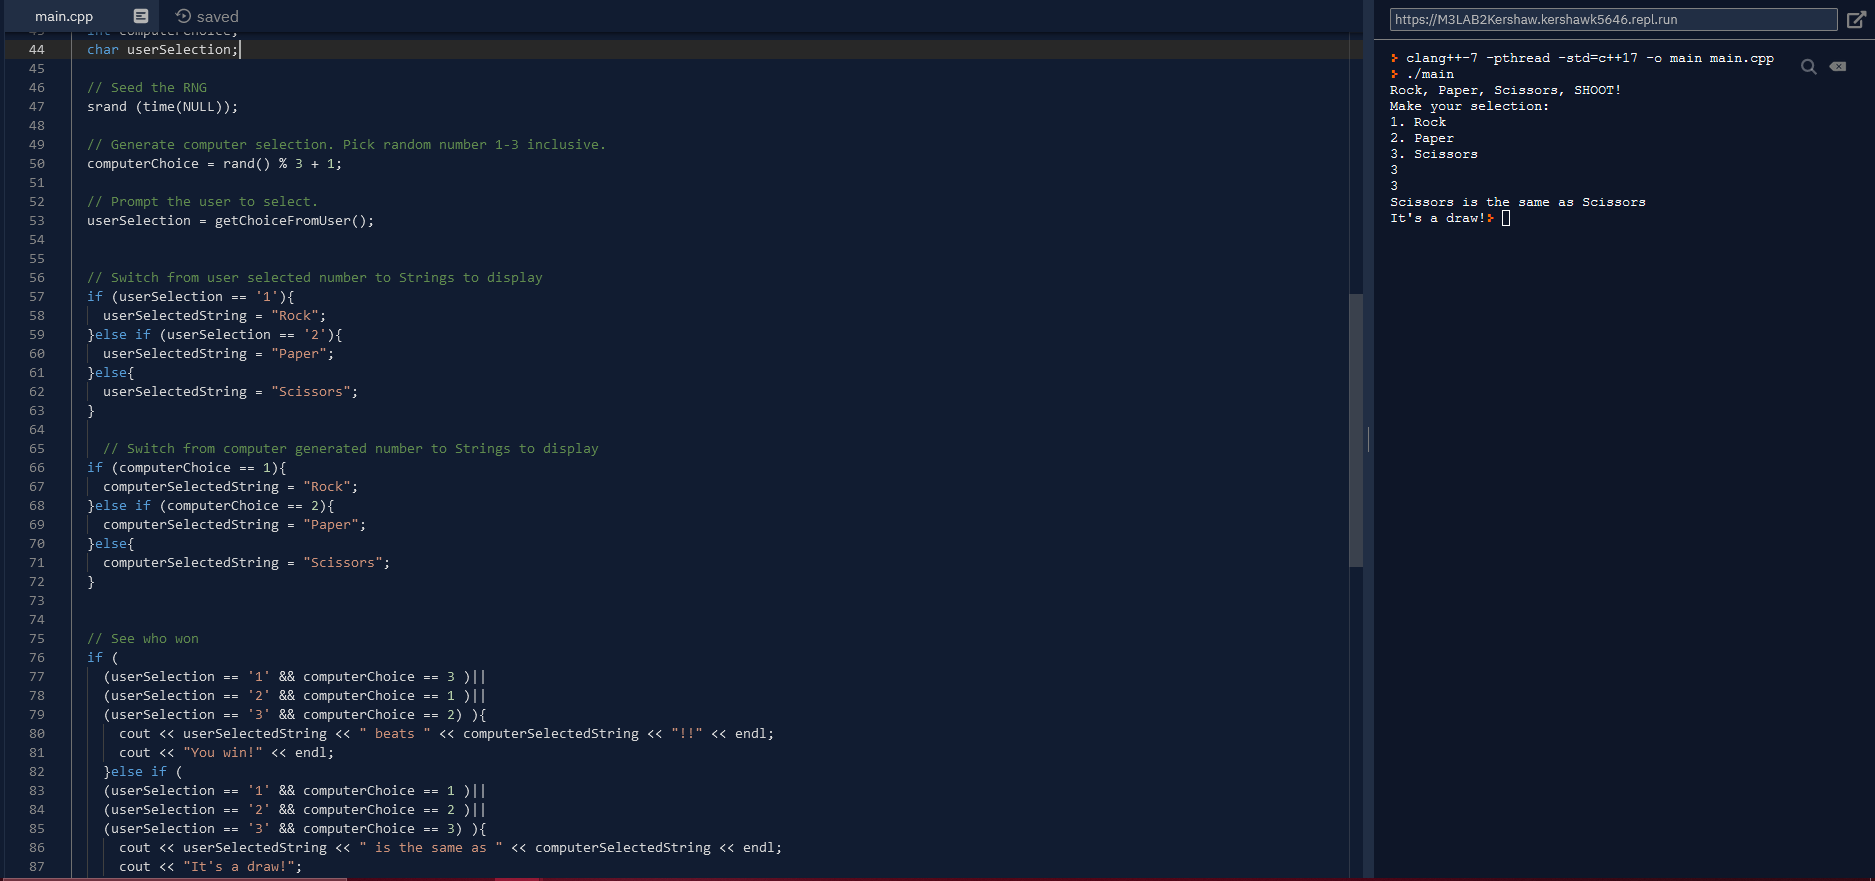 main.cpp
saved
43 int computerChoice;
44 char userSelection;
45
46 // Seed the RNG
47 srand (time(NULL));
48
49 // Generate computer selection. Pick random number 1-3 inclusive.
50 computerChoice = rand() % 3 + 1;
51
52 // Prompt the user to select.
53 userSelection = getChoiceFromUser();
54
55
56 // Switch from user selected number to Strings to display
57 if (userSelection == '1'){
58 userSelectedString = "Rock";
59 }else if (userSelection == '2'){
60 userSelectedString = "Paper";
61 }else{
62 userSelectedString = "Scissors";
63 }
64
65 // Switch from computer generated number to Strings to display
66 if (computerChoice == 1){
67 computerSelectedString = "Rock";
68 }else if (computerChoice == 2){
69 computerSelectedString = "Paper";
70 }else{
71 computerSelectedString = "Scissors";
72 }
73
74
75 // See who won
76 if (
77 (userSelection == '1' && computerChoice == 3 )||
78 (userSelection == '2' && computerChoice == 1 )||
79 (userSelection == '3' && computerChoice == 2) ){
80 cout << userSelectedString << " beats " << computerSelectedString << "!!" << endl;
81 cout << "You win!" << endl;
82 }else if (
83 (userSelection == '1' && computerChoice == 1 )||
84 (userSelection == '2' && computerChoice == 2 )||
85 (userSelection == '3' && computerChoice == 3) ){
86 cout << userSelectedString << " is the same as " << computerSelectedString << endl;
87 cout << "It's a draw!";
https://M3LAB2Kershaw.kershawk5646.repl.run
clang++-7 -pthread -std=c++17 -o main main.cpp
./main
Rock, Paper, Scissors, SHOOT!
Make your selection:
1. Rock
2. Paper
3. Scissors
3
3
Scissors is the same as Scissors
It's a draw!